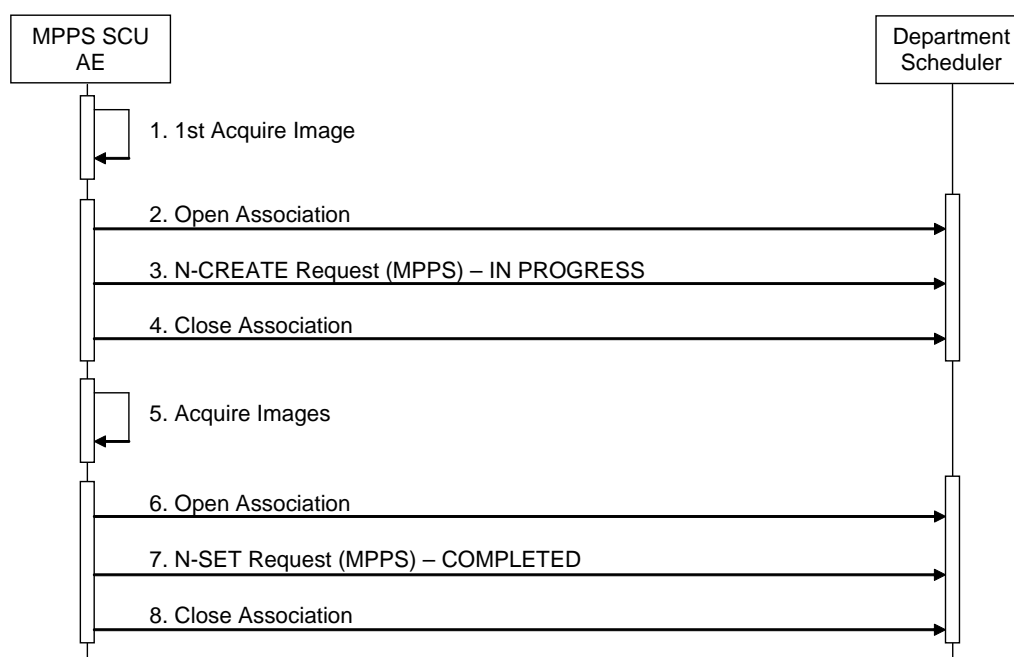 MPPS SCU
AE
Department
Scheduler
1. 1st Acquire Image
2. Open Association
3. N-CREATE Request (MPPS) – IN PROGRESS
4. Close Association
5. Acquire Images
6. Open Association
7. N-SET Request (MPPS) – COMPLETED
8. Close Association